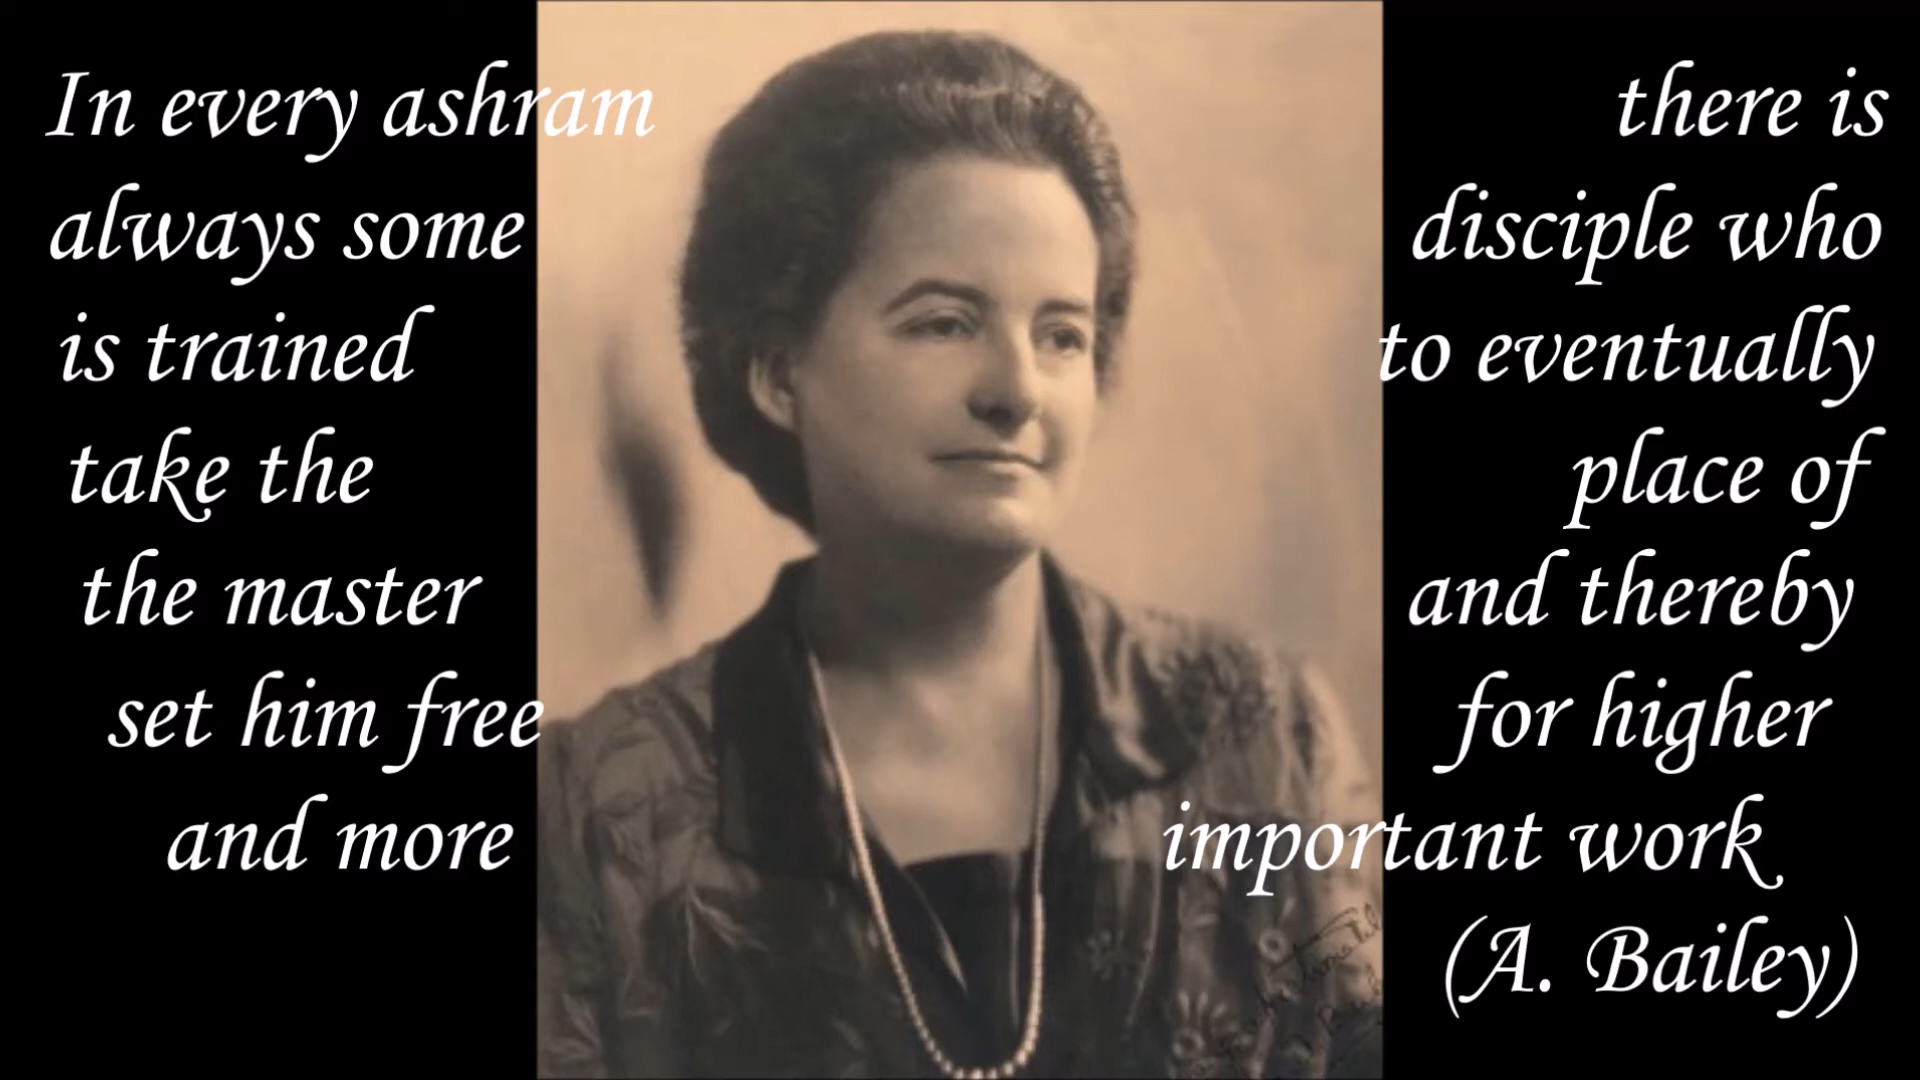 In every ashram there is
always some disciple who
is trained to eventually
take the place of
the master and thereby
set him free for higher
and more important work
(A. Bailey)